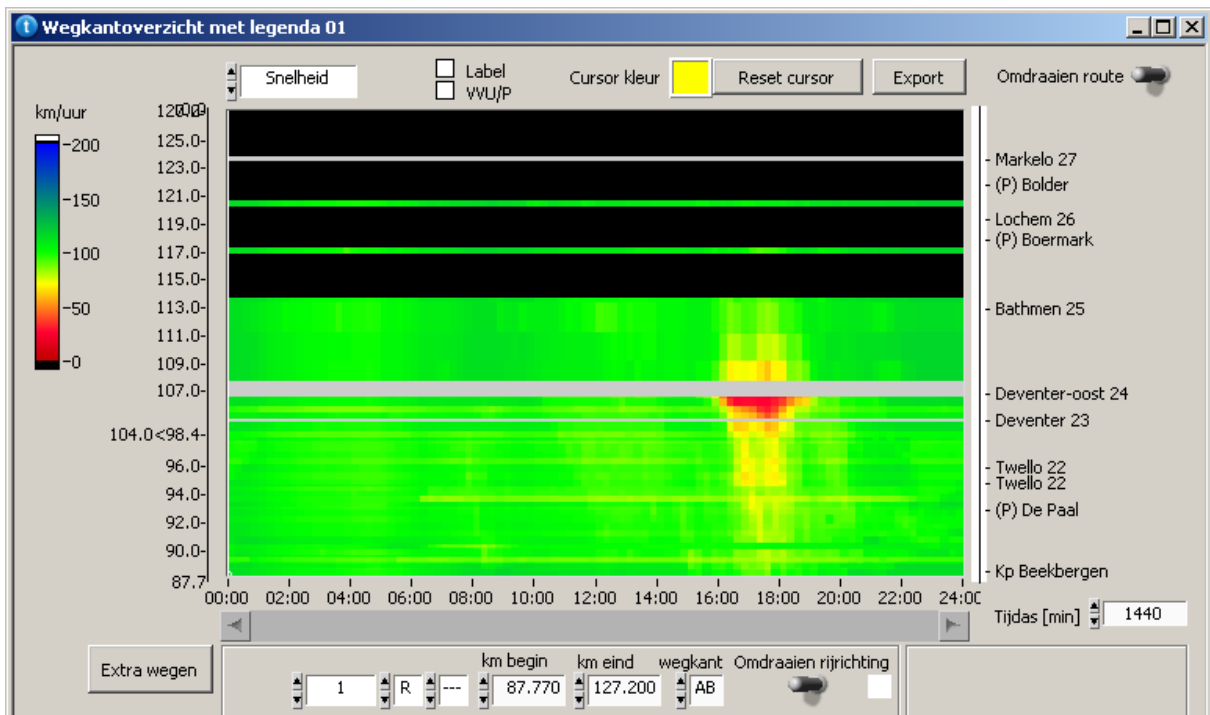 Wegkantoverzicht met legenda 01
Snelheid
Label
VVU/P
Cursor kleur
Reset cursor
Export
Omdraaien route
km/uur
-200
-150
-100
-50
-0
125.0-
123.0-
121.0-
119.0-
117.0-
115.0-
113.0-
111.0-
109.0-
107.0-
104.0<98.4-
96.0-
94.0-
92.0-
90.0-
87.7
- Markelo 27
- (P) Bolder
- Lochem 26
- (P) Boermark
- Bathmen 25
- Deventer-oost 24
- Deventer 23
- Twello 22
- Twello 22
- (P) De Paal
- Kp Beekbergen
00:00 02:00 04:00 06:00 08:00 10:00 12:00 14:00 16:00 18:00 20:00 22:00 24:00
Tijdas [min] 1440
Extra wegen
km begin km eind wegkant Omdraaien rijrichting
1 R --- 87.770 127.200 AB